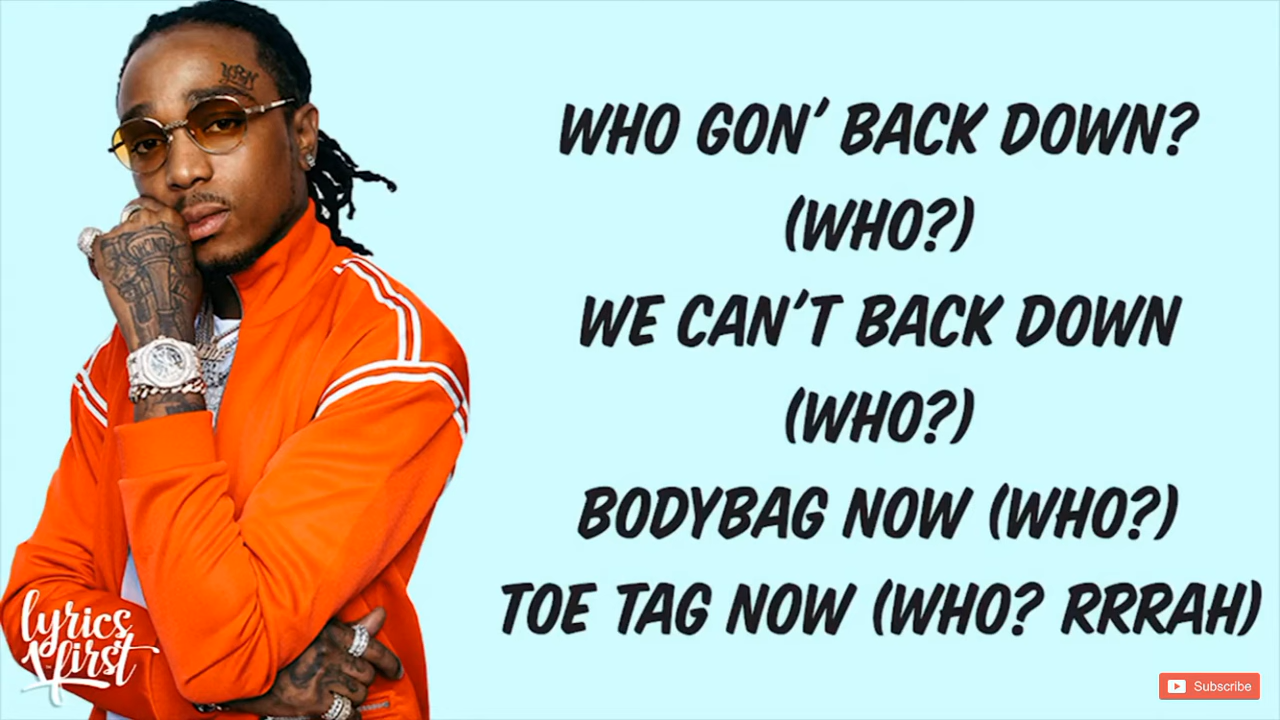 WHO GON' BACK DOWN?
(WHO?)
WE CAN'T BACK DOWN
(WHO?)
BODYBAG NOW (WHO?)
TOE TAG NOW (WHO? RRRAH)
YRN
lyrics
first
Subscribe